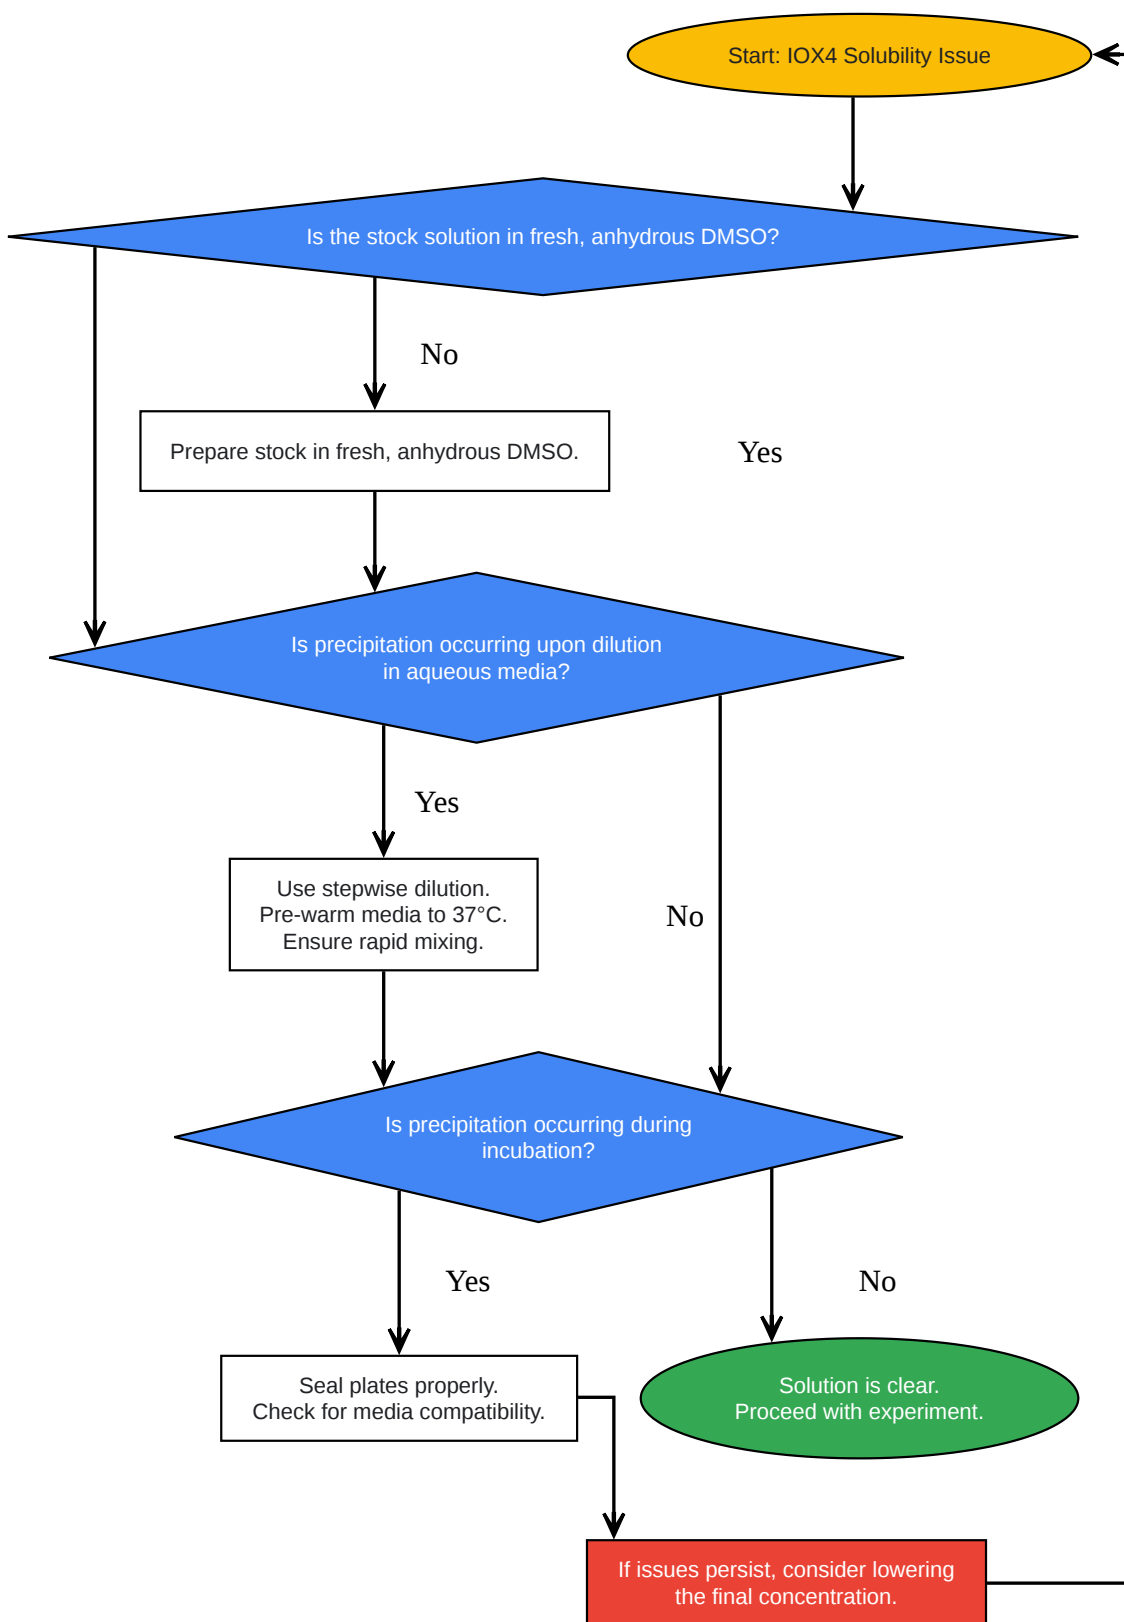 Start: IOX4 Solubility Issue
Is the stock solution in fresh, anhydrous DMSO?
No
Prepare stock in fresh, anhydrous DMSO.
Yes
Is precipitation occurring upon dilution
in aqueous media?
Yes
Use stepwise dilution.
Pre-warm media to 37°C.
Ensure rapid mixing.
No
Is precipitation occurring during
incubation?
Yes
No
Seal plates properly.
Check for media compatibility.
Solution is clear.
Proceed with experiment.
If issues persist, consider lowering
the final concentration.